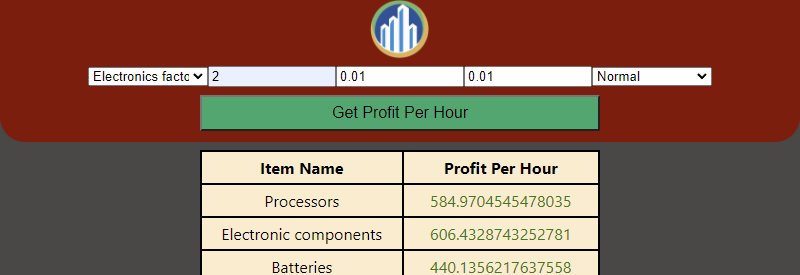 Electronics facto 2 0.01 0.01 Normal
Get Profit Per Hour
Item Name Profit Per Hour
Processors 584.9704545478035
Electronic components 606.4328743252781
Batteries 440.1356217637558